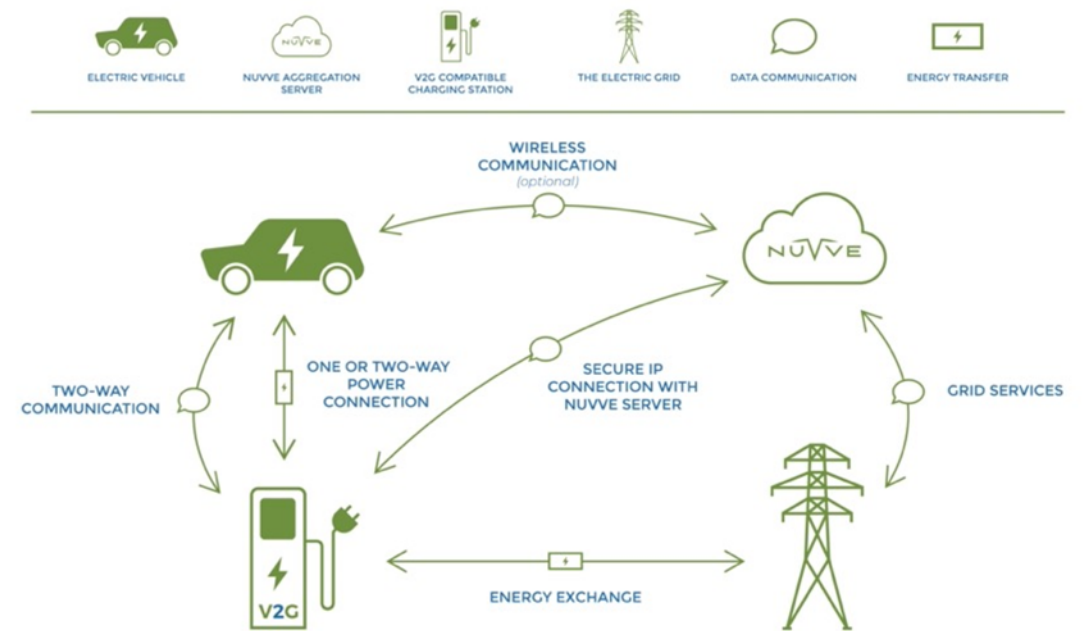 NUVVE
ELECTRIC VEHICLE
NUVVE AGGREGATION
SERVER
V2G COMPATIBLE
CHARGING STATION
THE ELECTRIC GRID
DATA COMMUNICATION
ENERGY TRANSFER
WIRELESS
COMMUNICATION
(optional)
NUVVE
TWO-WAY
COMMUNICATION
ONE OR TWO-WAY
POWER
CONNECTION
SECURE IP
CONNECTION WITH
NUVVE SERVER
GRID SERVICES
V2G
ENERGY EXCHANGE